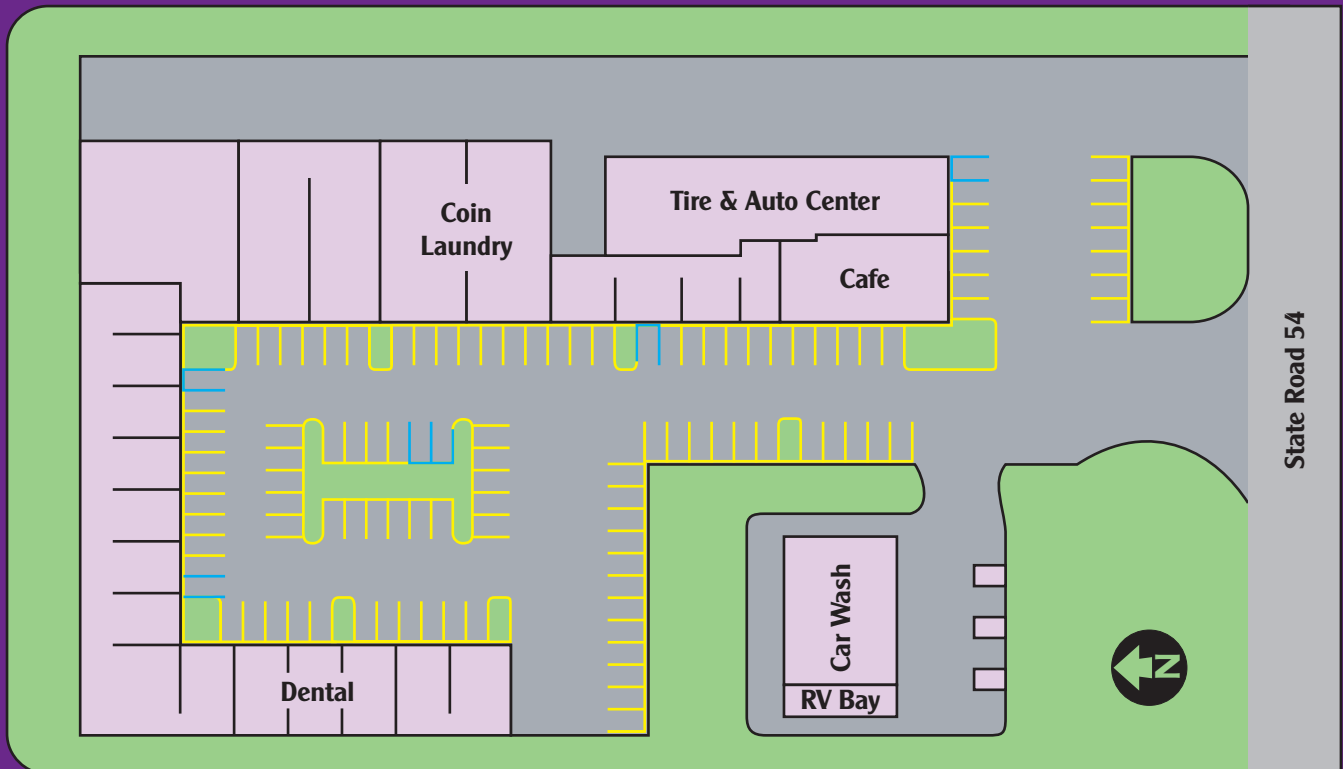 Tire & Auto Center
Coin
Laundry
Cafe
State Road 54
Car Wash
RV Bay
Dental
N